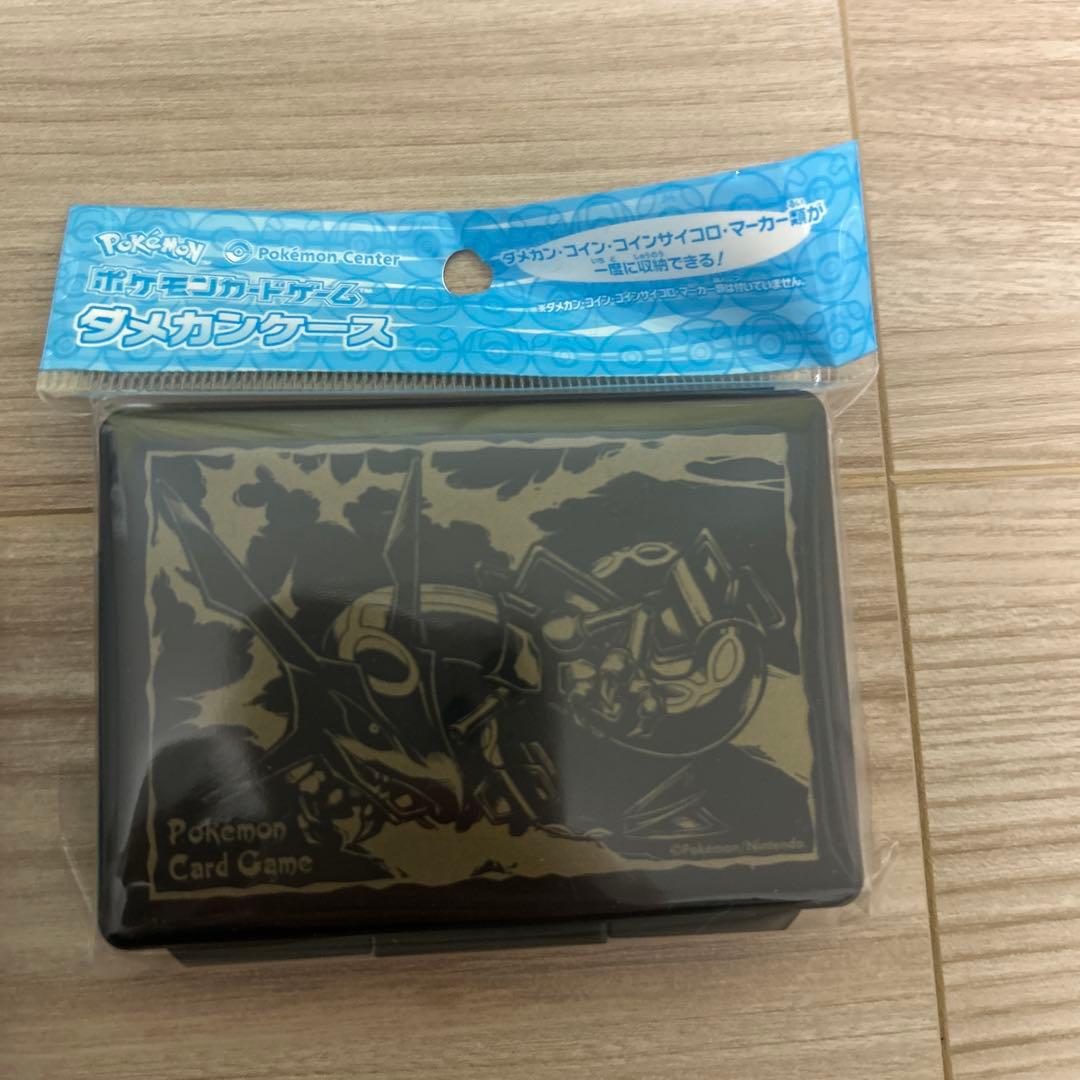 POKÉMON
Pokémon Center
ポケモンカードゲーム
ダメカンケース
ダメカン・コイン・コインサイコロ・マーカー類が
一度に収納できる!
※ダメカン・コイン・コインサイコロ・マーカー類は付いていません。
Pokémon
Card Game
©Pokémon/Nintendo